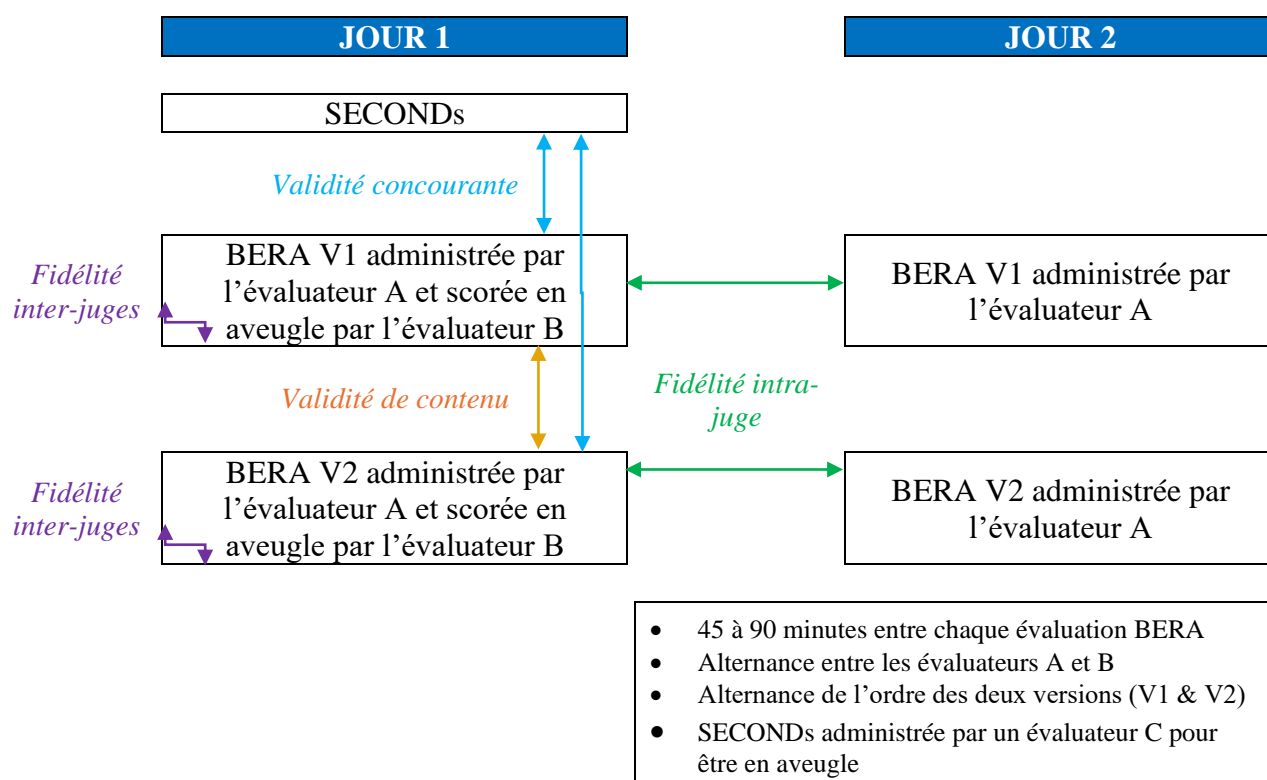 JOUR 1
JOUR 2
SECONDs
Validité concourante
Fidélité
inter-juges
BERA V1 administrée par
l’évaluateur A et scorée en
aveugle par l’évaluateur B
BERA V1 administrée par
l’évaluateur A
Validité de contenu
Fidélité intra-
juge
Fidélité
inter-juges
BERA V2 administrée par
l’évaluateur A et scorée en
aveugle par l’évaluateur B
BERA V2 administrée par
l’évaluateur A
• 45 à 90 minutes entre chaque évaluation BERA
• Alternance entre les évaluateurs A et B
• Alternance de l’ordre des deux versions (V1 & V2)
• SECONDs administrée par un évaluateur C pour
être en aveugle